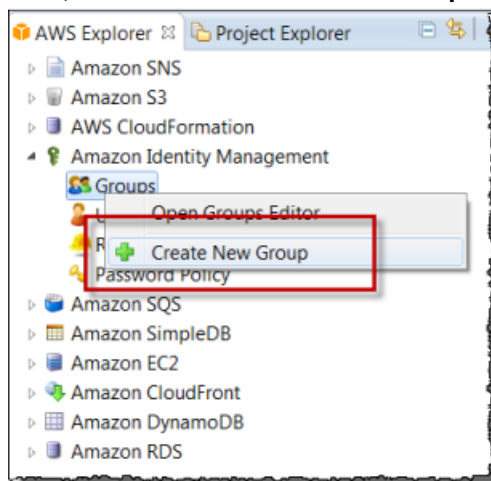 AWS Explorer Project Explorer
Amazon SNS
Amazon S3
AWS CloudFormation
Amazon Identity Management
Groups
Open Groups Editor
Create New Group
Password Policy
Amazon SQS
Amazon SimpleDB
Amazon EC2
Amazon CloudFront
Amazon DynamoDB
Amazon RDS